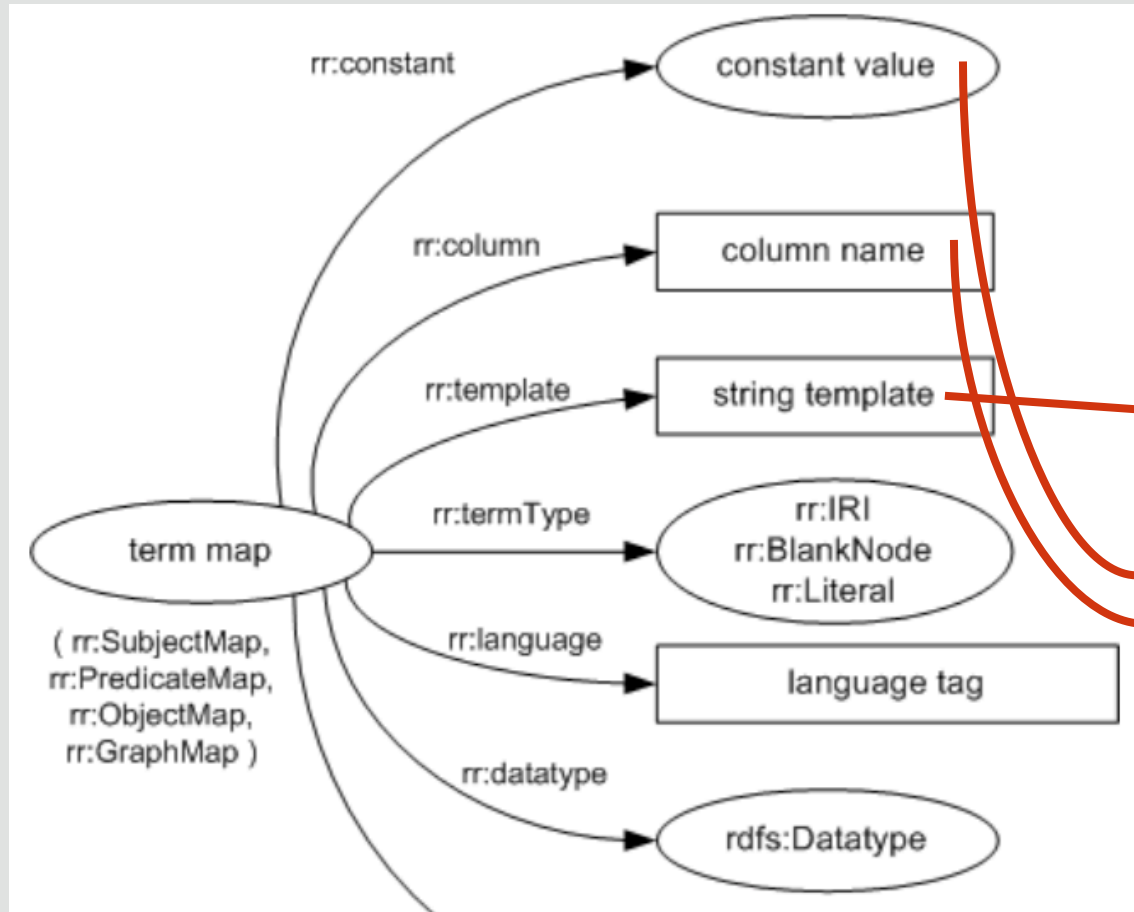 rr:constant
constant value
rr:column
column name
rr:template
string template
rr:termType
rr:IRI
rr:BlankNode
rr:Literal
term map
( rr:SubjectMap,
rr:PredicateMap,
rr:ObjectMap,
rr:GraphMap )
rr:language
language tag
rr:datatype
rdfs:Datatype